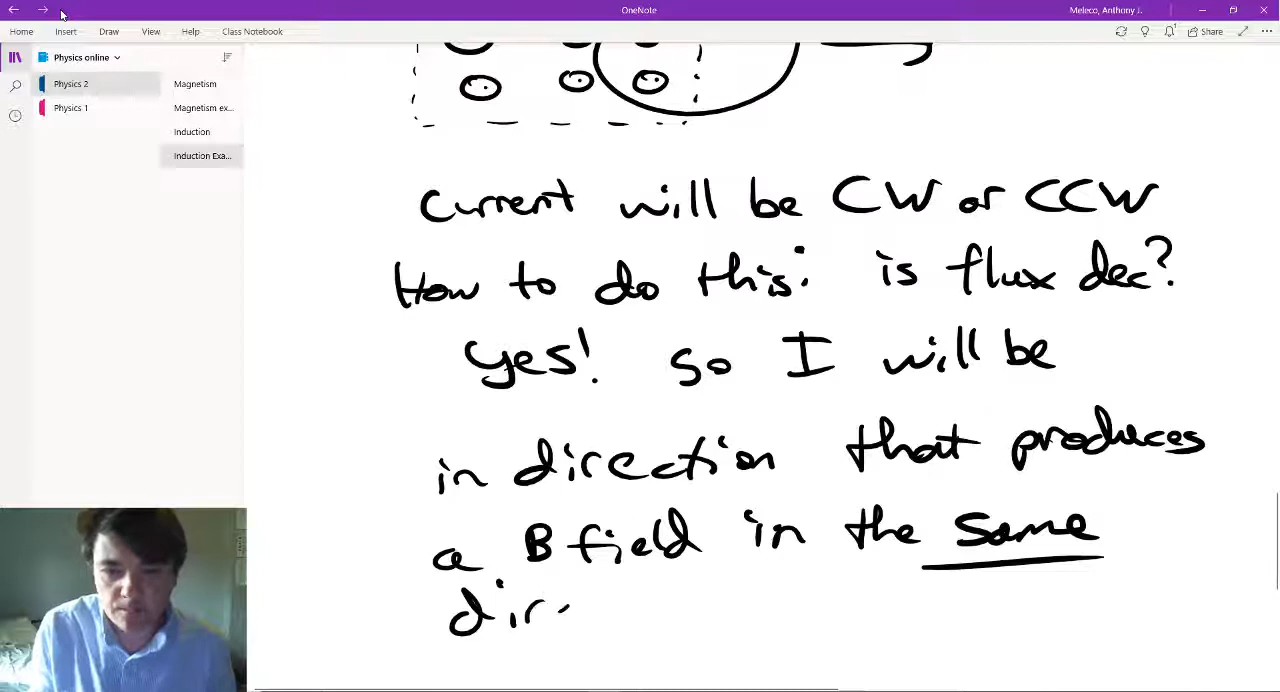 OneNote
Meleco, Anthony J.
Home Insert Draw View Help Class Notebook
Share
Physics online
Physics 2
Physics 1
Magnetism
Magnetism ex...
Induction
Induction Exa...
Current will be CW or CCW
How to do this: is flux dec?
yes! so I will be
in direction that produces
a B field in the same
dir.